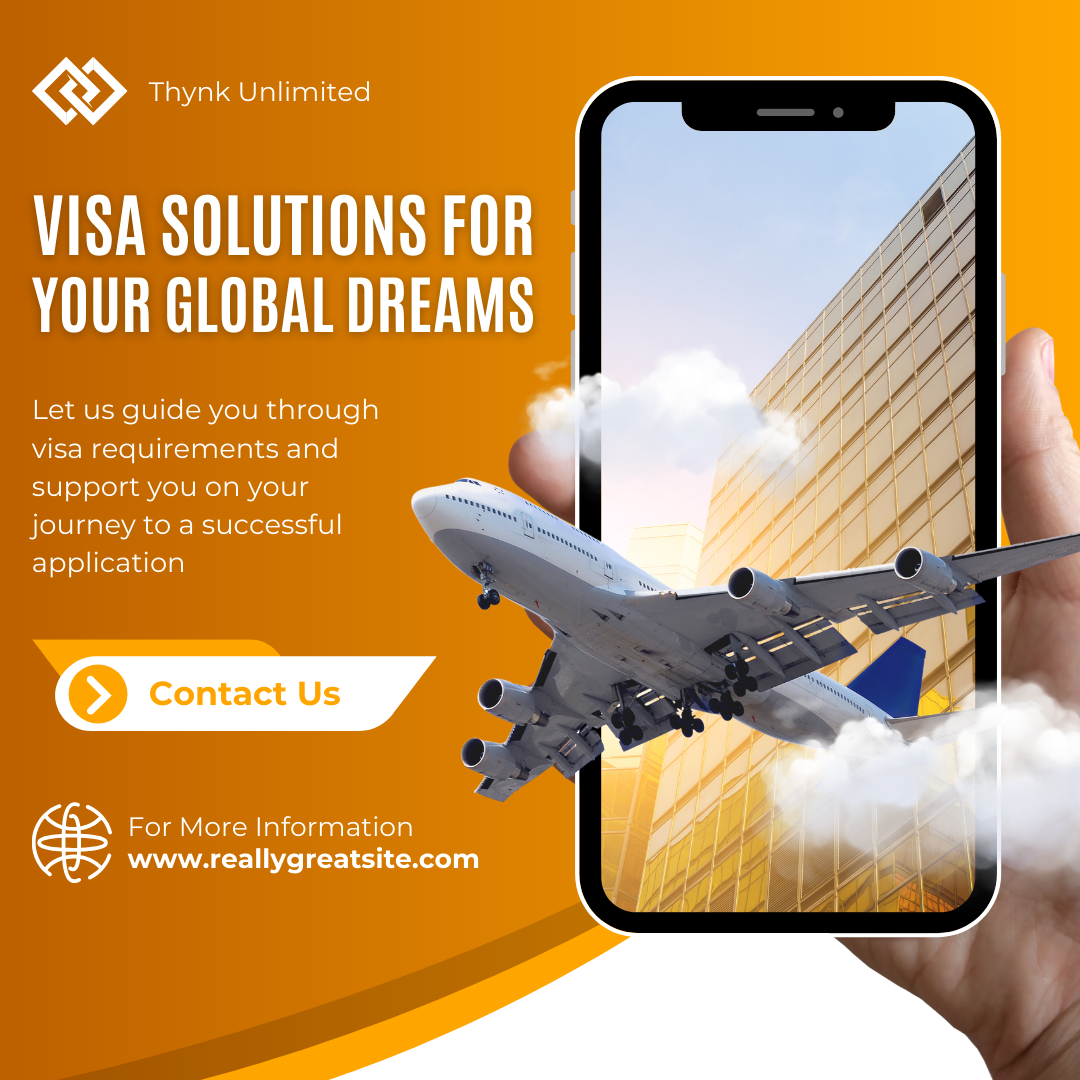 Thynk Unlimited
VISA SOLUTIONS FOR
YOUR GLOBAL DREAMS
Let us guide you through
visa requirements and
support you on your
journey to a successful
application
Contact Us
For More Information
www.reallygreatsite.com